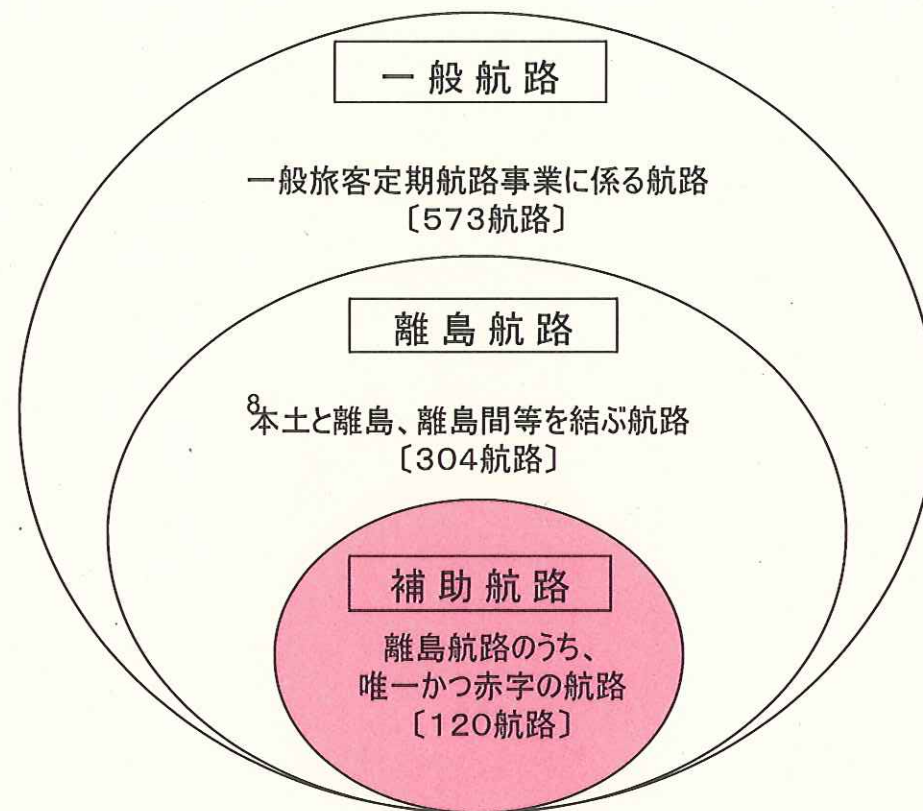 一般航路
一般旅客定期航路事業に係る航路
〔573航路〕
離島航路
8
本土と離島、離島間等を結ぶ航路
〔304航路〕
補助航路
離島航路のうち、
唯一かつ赤字の航路
〔120航路〕